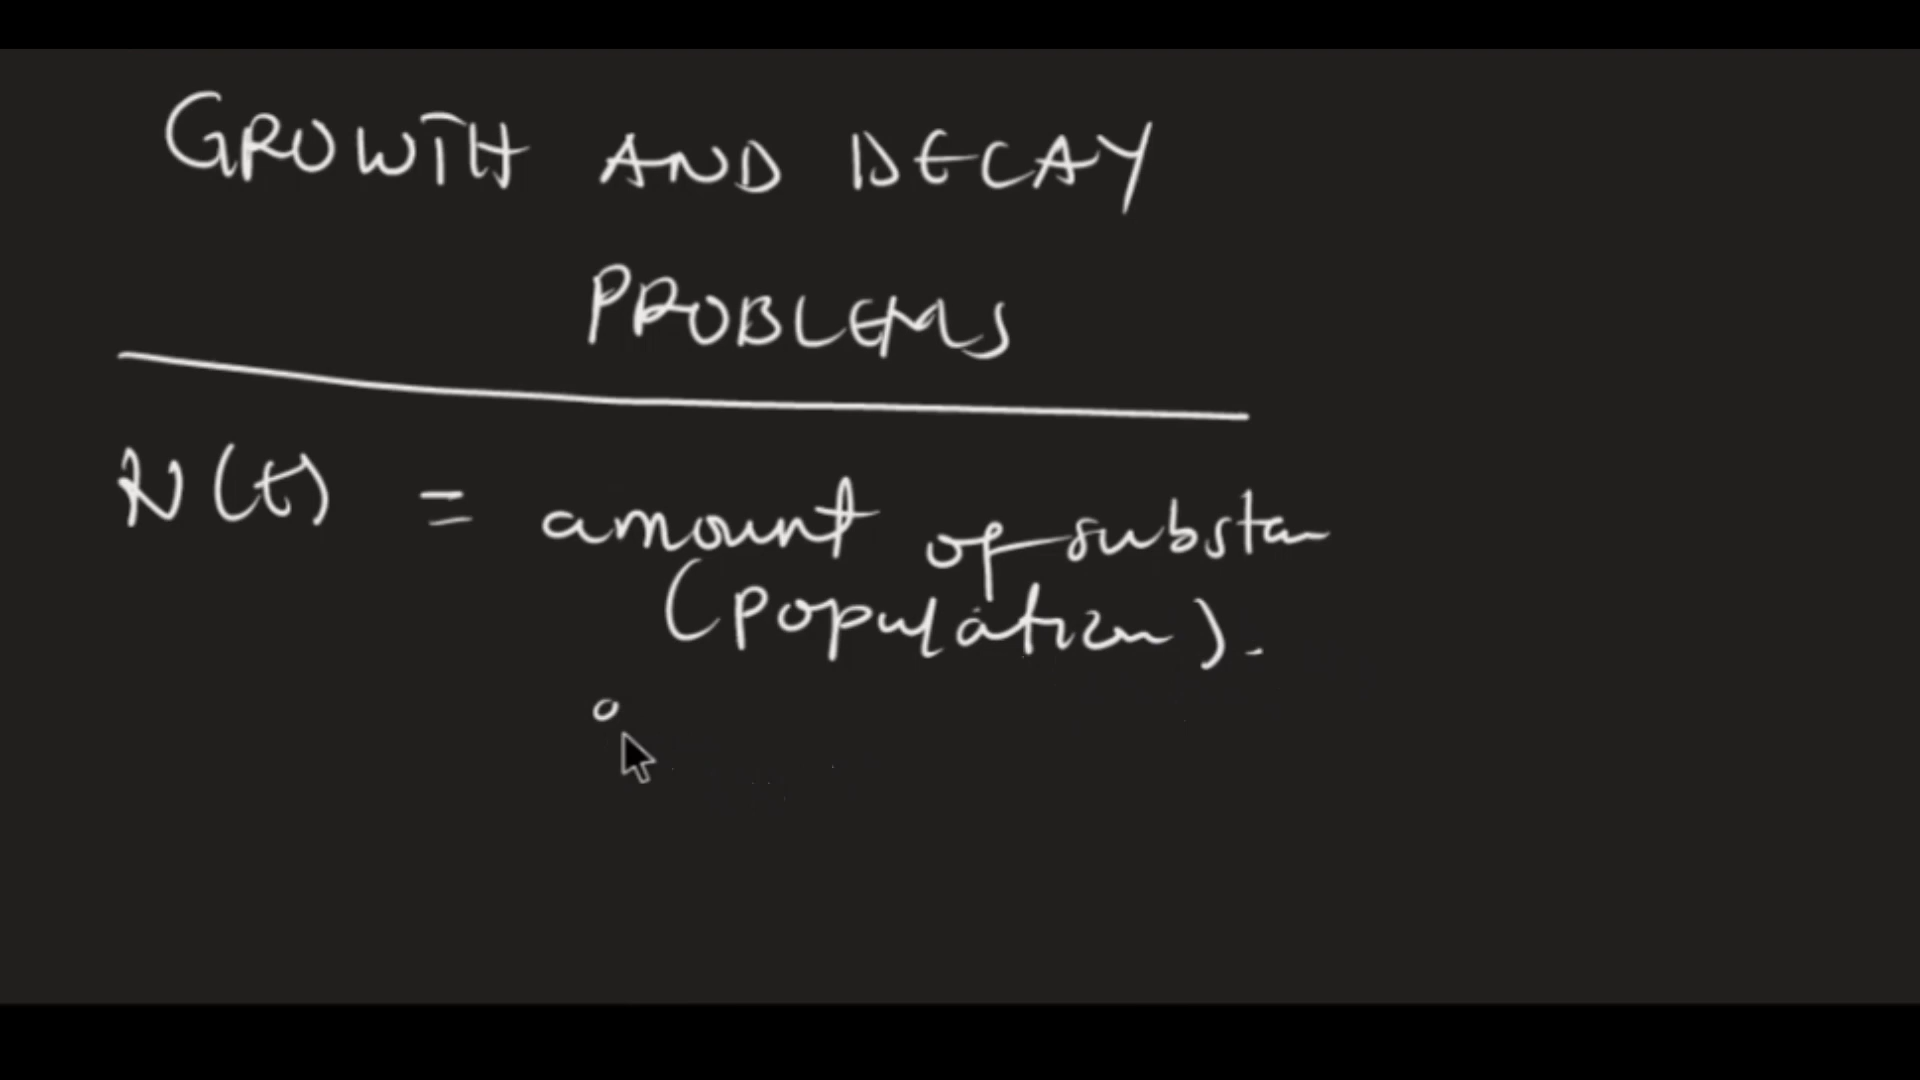 GROWTH AND DECAY
PROBLEMS
N(t) = amount of substan
(population).
o